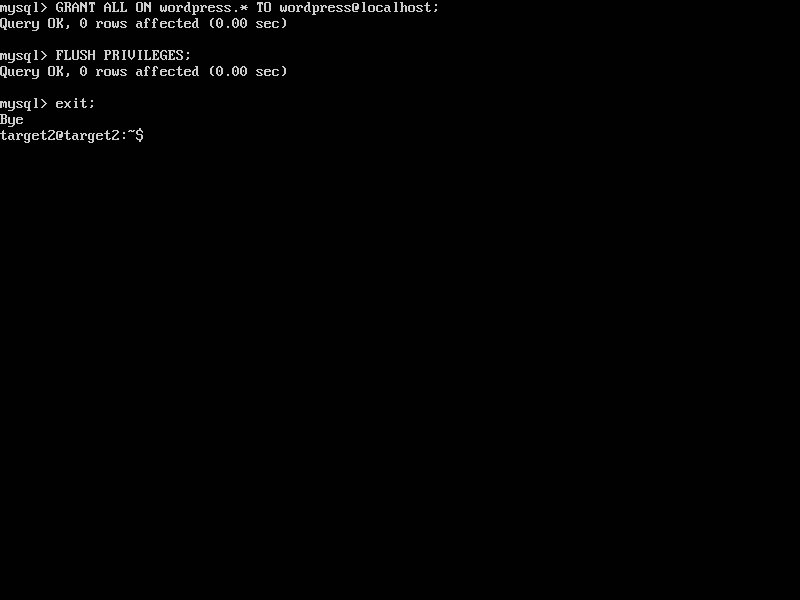 mysql> GRANT ALL ON wordpress.* TO wordpress@localhost;
Query OK, 0 rows affected (0.00 sec)
mysql> FLUSH PRIVILEGES;
Query OK, 0 rows affected (0.00 sec)
mysql> exit;
Bye
target2@target2:~$